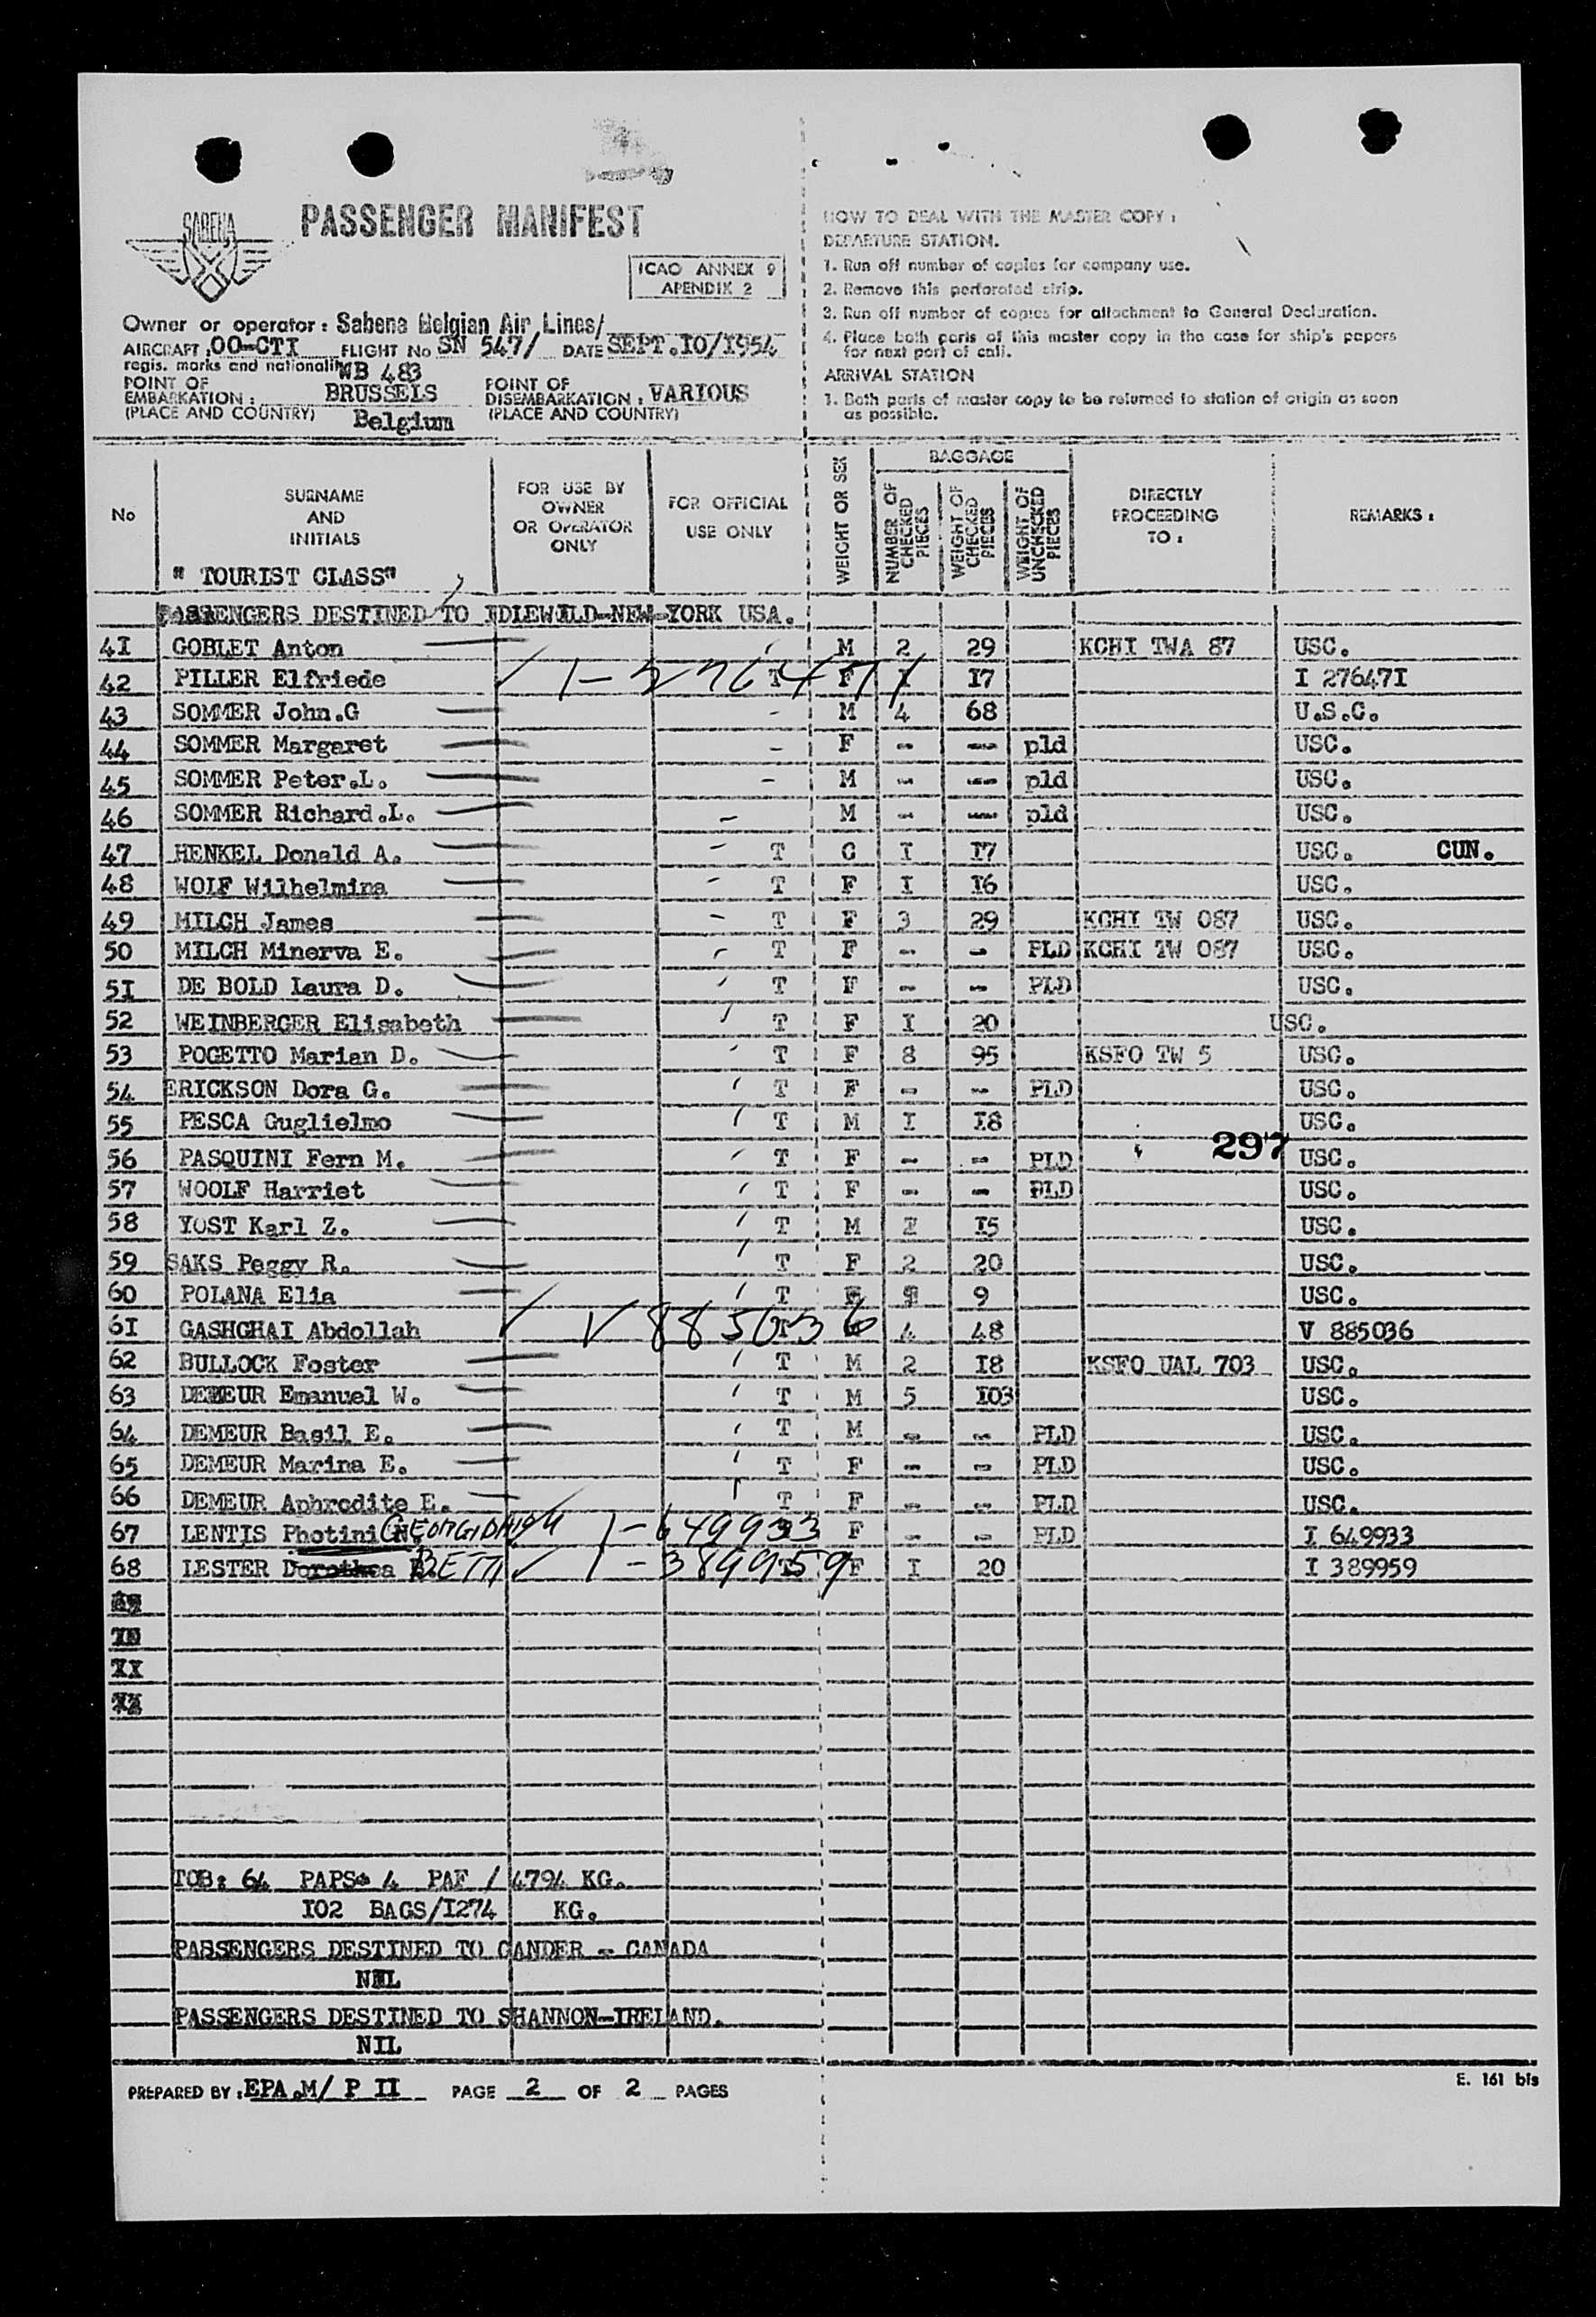 SABENA
PASSENGER MANIFEST
ICAO ANNEX 9
APENDIX 2
Owner or operator : Sabena Belgian Air Lines/
AIRCRAFT : OO-CTI FLIGHT No SN 547/ DATE SEPT.IO/I954
regis. marks and nationality WB 483
POINT OF EMBARKATION : BRUSSELS
(PLACE AND COUNTRY) Belgium
POINT OF DISEMBARKATION : VARIOUS
(PLACE AND COUNTRY)
HOW TO DEAL WITH THE MASTER COPY :
DEPARTURE STATION.
1. Run off number of copies for company use.
2. Remove this perforated strip.
3. Run off number of copies for attachment to General Declaration.
4. Place both parts of this master copy in the case for ship's papers
for next port of call.
ARRIVAL STATION
1. Both parts of master copy to be returned to station of origin as soon
as possible.
No
SURNAME AND INITIALS
FOR USE BY OWNER OR OPERATOR ONLY
FOR OFFICIAL USE ONLY
WEIGHT OR SEX
BAGGAGE
NUMBER OF CHECKED PIECES
WEIGHT OF CHECKED PIECES
WEIGHT OF UNCHECKED PIECES
DIRECTLY PROCEEDING TO :
REMARKS :
" TOURIST CLASS"
PASSENGERS DESTINED TO IDLEWILD-NEW-YORK USA.
4I GOBLET Anton M 2 29 KCHI TWA 87 USC.
42 PILLER Elfriede ✓ I-276471 T F I I7 I 27647I
43 SOMMER John.G - M 4 68 U.S.C.
44 SOMMER Margaret - F - -- pld USC.
45 SOMMER Peter.L. - M - -- pld USC.
46 SOMMER Richard.L. - M - -- pld USC.
47 HENKEL Donald A. - T C I I7 USC. CUN.
48 WOLF Wilhelmina - T F I I6 USC.
49 MILCH James - T F 3 29 KCHI TW 087 USC.
50 MILCH Minerva E. T F - - PLD KCHI TW 087 USC.
5I DE BOLD Laura D. T F - - PLD USC.
52 WEINBERGER Elisabeth T F I 20 USC.
53 POGETTO Marian D. T F 8 95 KSFO TW 5 USC.
54 ERICKSON Dora G. T F - - PLD USC.
55 PESCA Guglielmo T M I I8 USC.
297
56 PASQUINI Fern M. T F - - PLD USC.
57 WOOLF Harriet T F - - PLD USC.
58 YOST Karl Z. T M I5 USC.
59 SAKS Peggy R. T F 2 20 USC.
60 POLANA Elia T 9 USC.
6I GASHGHAI Abdollah ✓ V 885036 4 48 V 885036
62 BULLOCK Foster T M 2 I8 KSFO UAL 703 USC.
63 DEMEUR Emanuel W. T M 5 I03 USC.
64 DEMEUR Basil E. T M - - PLD USC.
65 DEMEUR Marina E. T F - - PLD USC.
66 DEMEUR Aphrodite E. T F - - PLD USC.
67 LENTIS Photini I-649933 F - - PLD I 649933
68 LESTER Dorothea BETTI ✓ I-389959 F I 20 I 389959
TOB: 64 PAPS+ 4 PAF / 4794 KG.
I02 BAGS/I274 KG.
PASSENGERS DESTINED TO GANDER - CANADA
NIL
PASSENGERS DESTINED TO SHANNON-IRELAND.
NIL
PREPARED BY : EPA.M/ P II PAGE 2 OF 2 PAGES
E. 161 bis